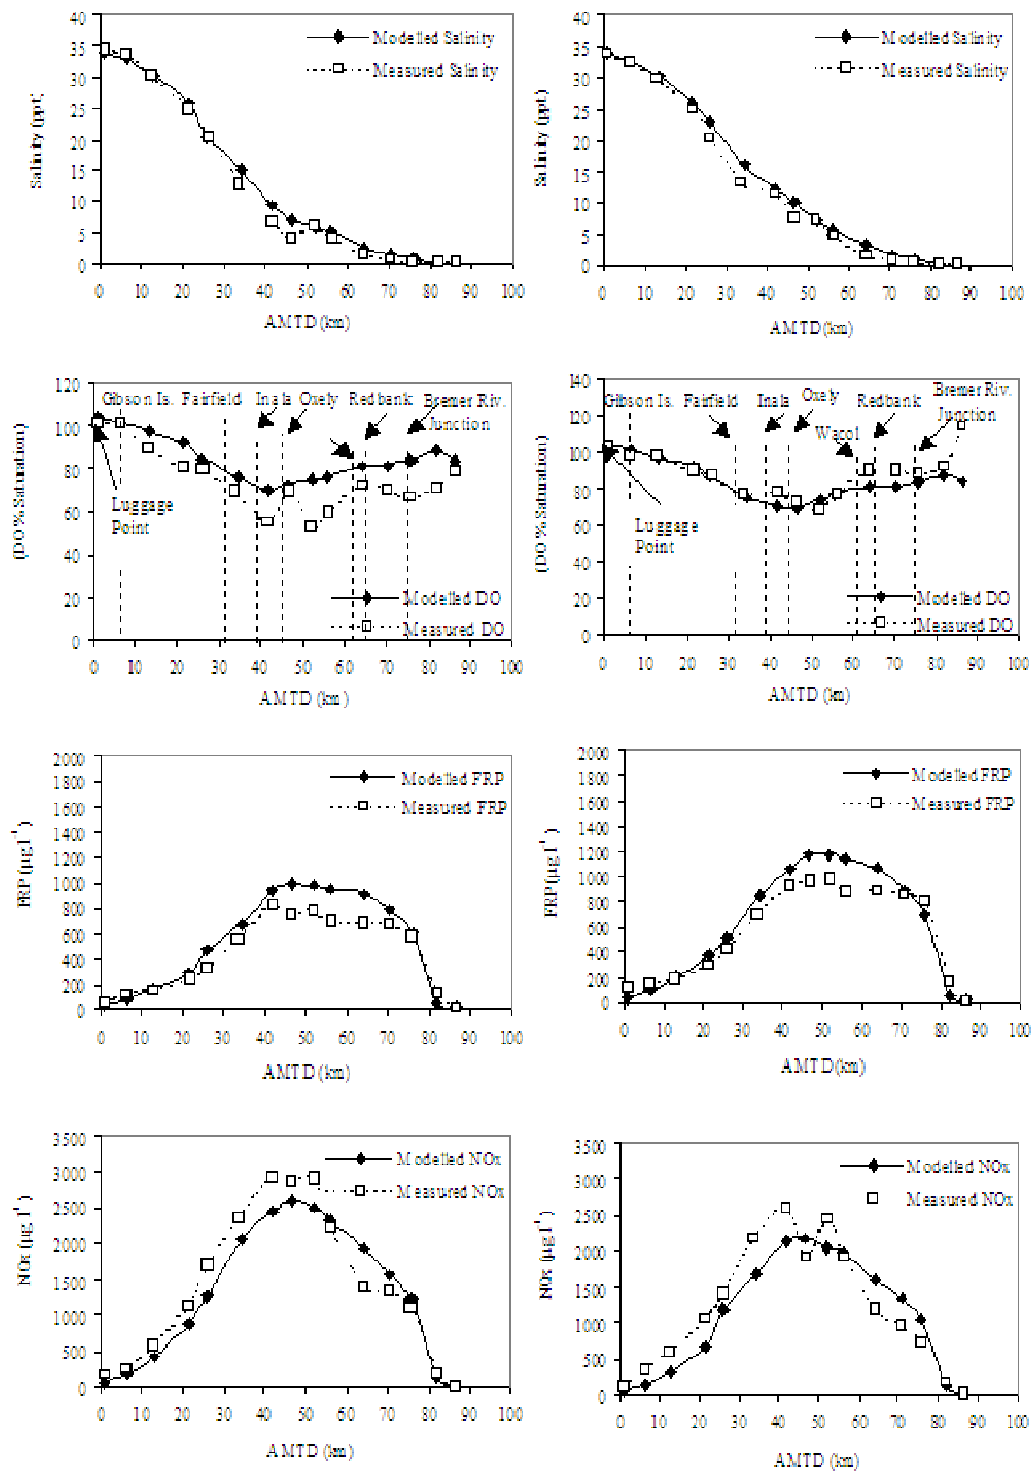 Modelled Salinity
Measured Salinity
Salinity (ppt)
40
35
30
25
20
15
10
5
0
0 10 20 30 40 50 60 70 80 90 100
AMTD (km)
Modelled Salinity
Measured Salinity
Salinity (ppt)
40
35
30
25
20
15
10
5
0
0 10 20 30 40 50 60 70 80 90 100
AMTD (km)
120
100
80
60
40
20
0
(DO % Saturation)
Gibson Is. Fairfield Inala Oxely Redbank Bremer Riv. Junction
Luggage
Point
Modelled DO
Measured DO
0 10 20 30 40 50 60 70 80 90 100
AMTD (km)
140
120
100
80
60
40
20
0
(DO % Saturation)
Gibson Is. Fairfield Inala Oxely Wacol Redbank Bremer Riv. Junction
Luggage
Point
Modelled DO
Measured DO
0 10 20 30 40 50 60 70 80 90 100
AMTD (km)
2000
1800
1600
1400
1200
1000
800
600
400
200
0
FRP (µg.l⁻¹)
Modelled FRP
Measured FRP
0 10 20 30 40 50 60 70 80 90 100
AMTD (km)
2000
1800
1600
1400
1200
1000
800
600
400
200
0
FRP (µg.l⁻¹)
Modelled FRP
Measured FRP
0 10 20 30 40 50 60 70 80 90 100
AMTD (km)
3500
3000
2500
2000
1500
1000
500
0
NOx (µg.l⁻¹)
Modelled NOx
Measured NOx
0 10 20 30 40 50 60 70 80 90 100
AMTD (km)
3500
3000
2500
2000
1500
1000
500
0
NOx (µg.l⁻¹)
Modelled NOx
Measured NOx
0 10 20 30 40 50 60 70 80 90 100
AMTD (km)